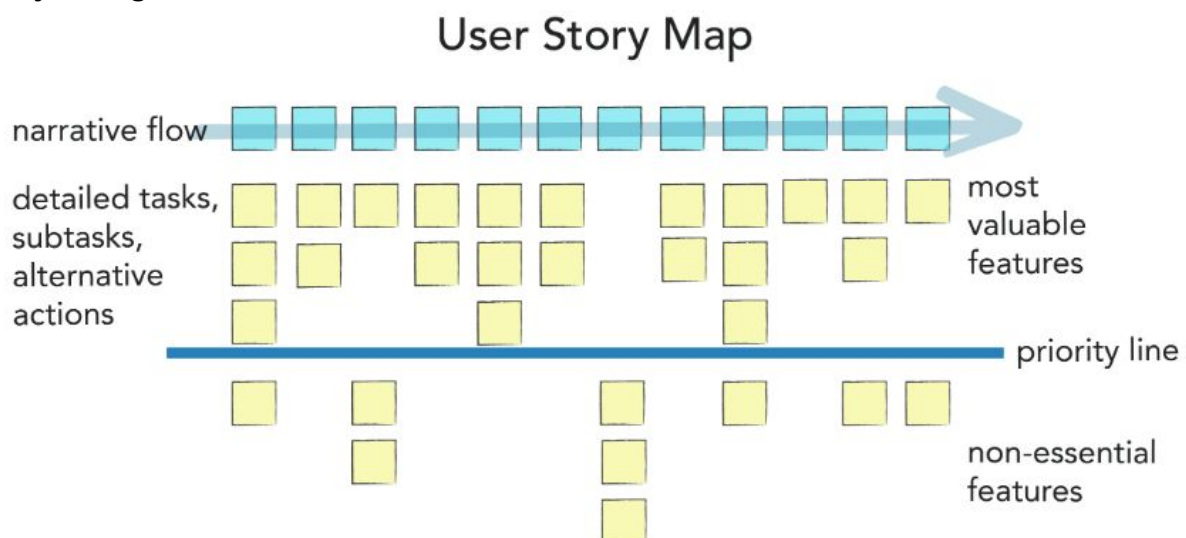 User Story Map
narrative flow
detailed tasks,
subtasks,
alternative
actions
most
valuable
features
priority line
non-essential
features